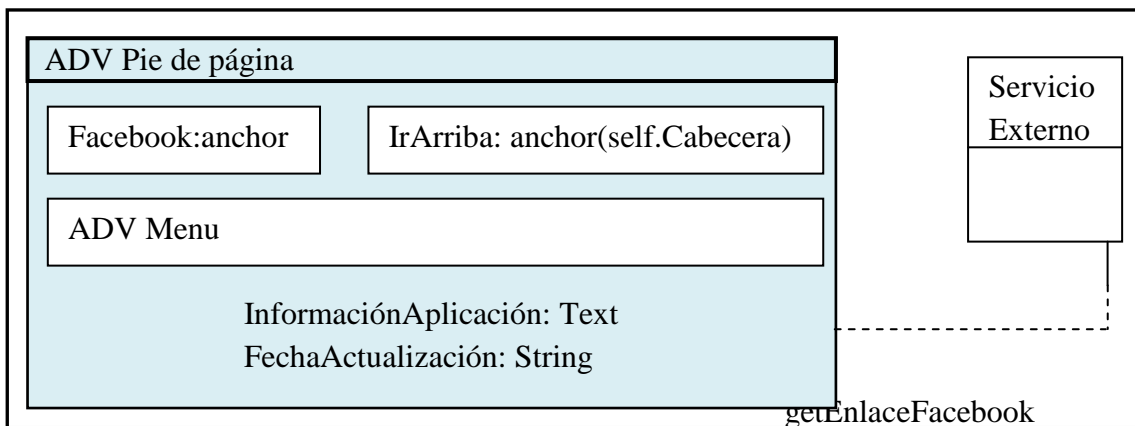 ADV Pie de página
Servicio
Externo
Facebook:anchor
IrArriba: anchor(self.Cabecera)
ADV Menu
InformaciónAplicación: Text
FechaActualización: String
getEnlaceFacebook